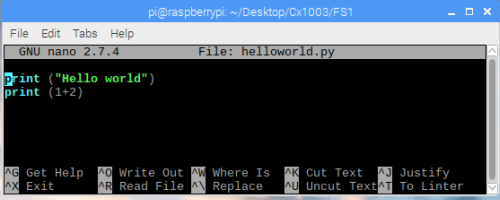 pi@raspberrypi: ~/Desktop/Cx1003/FS1
File Edit Tabs Help
GNU nano 2.7.4 File: helloworld.py
print ("Hello world")
print (1+2)
^G Get Help ^O Write Out ^W Where Is ^K Cut Text ^J Justify
^X Exit ^R Read File ^\ Replace ^U Uncut Text ^T To Linter